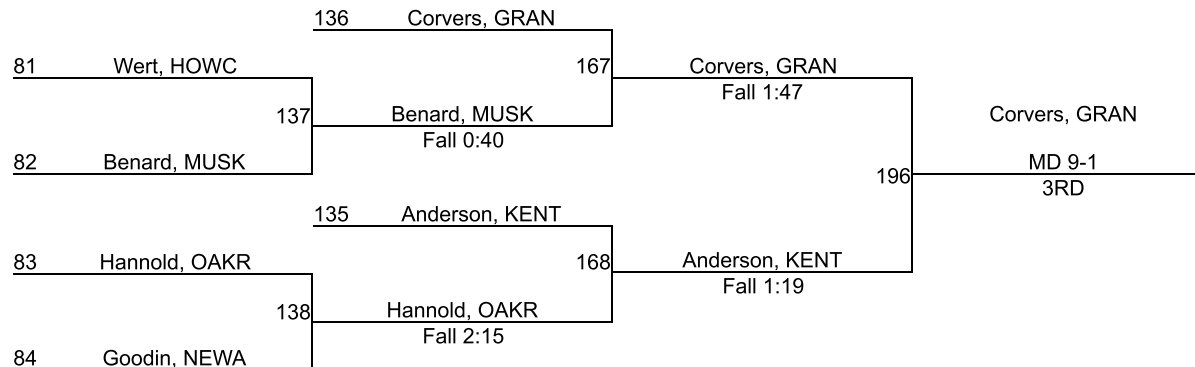 136 Corvers, GRAN
81 Wert, HOWC
167 Corvers, GRAN
Fall 1:47
137 Benard, MUSK
Fall 0:40
Corvers, GRAN
82 Benard, MUSK
196 MD 9-1
3RD
135 Anderson, KENT
83 Hannold, OAKR
168 Anderson, KENT
Fall 1:19
138 Hannold, OAKR
Fall 2:15
84 Goodin, NEWA